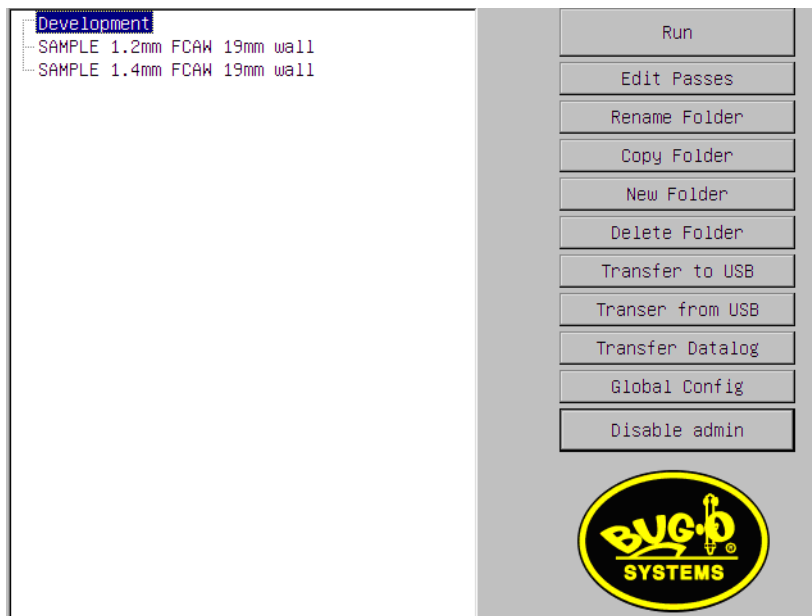 Development
SAMPLE 1.2mm FCAW 19mm wall
SAMPLE 1.4mm FCAW 19mm wall
Run
Edit Passes
Rename Folder
Copy Folder
New Folder
Delete Folder
Transfer to USB
Transer from USB
Transfer Datalog
Global Config
Disable admin
BUG-O
®
SYSTEMS